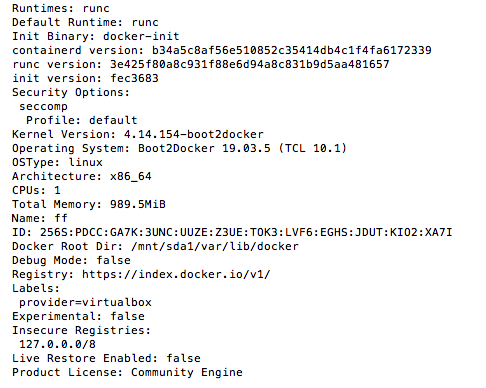 Runtimes: runc
Default Runtime: runc
Init Binary: docker-init
containerd version: b34a5c8af56e510852c35414db4c1f4fa6172339
runc version: 3e425f80a8c931f88e6d94a8c831b9d5aa481657
init version: fec3683
Security Options:
 seccomp
  Profile: default
Kernel Version: 4.14.154-boot2docker
Operating System: Boot2Docker 19.03.5 (TCL 10.1)
OSType: linux
Architecture: x86_64
CPUs: 1
Total Memory: 989.5MiB
Name: ff
ID: 256S:PDCC:GA7K:3UNC:UUZE:Z3UE:TOK3:LVF6:EGHS:JDUT:KIO2:XA7I
Docker Root Dir: /mnt/sda1/var/lib/docker
Debug Mode: false
Registry: https://index.docker.io/v1/
Labels:
 provider=virtualbox
Experimental: false
Insecure Registries:
 127.0.0.0/8
Live Restore Enabled: false
Product License: Community Engine